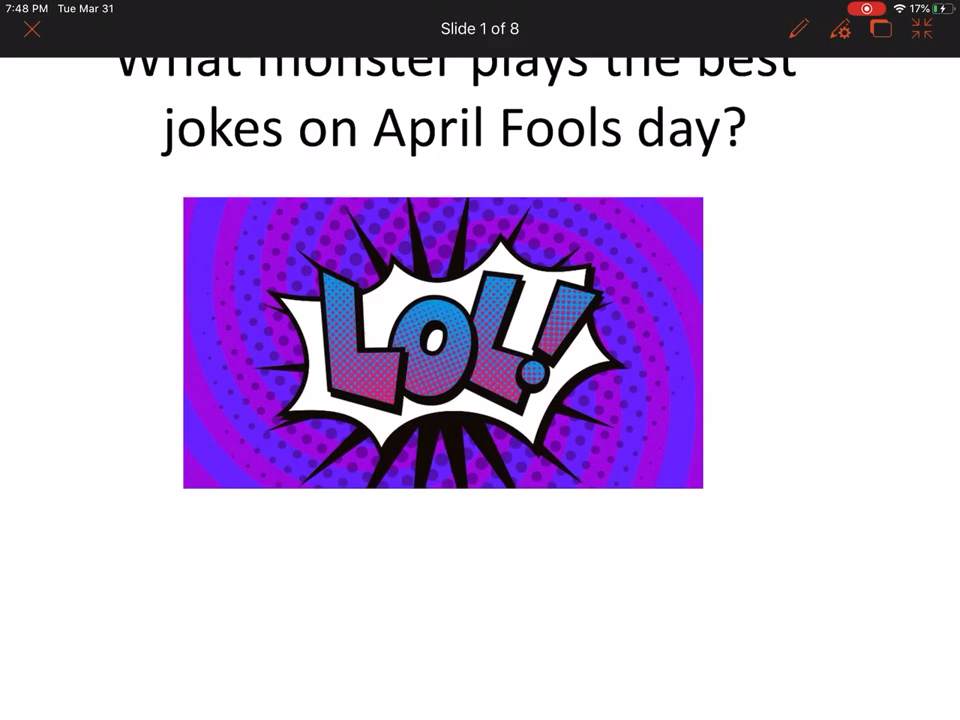 7:48 PM Tue Mar 31
17%
Slide 1 of 8
What monster plays the best
jokes on April Fools day?
LOL!